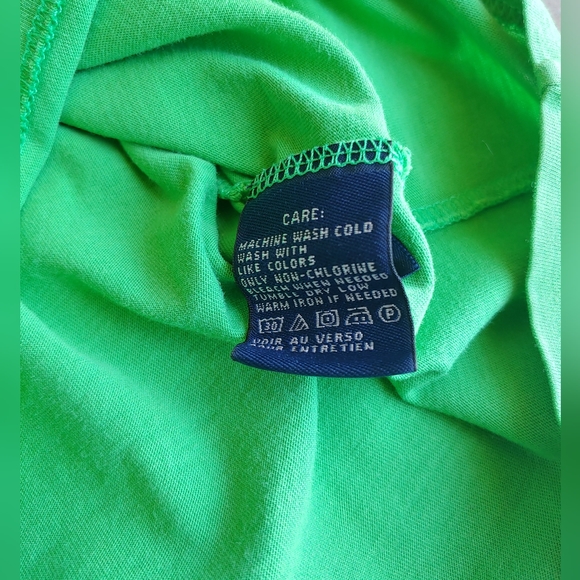 CARE:
MACHINE WASH COLD
WASH WITH
LIKE COLORS
ONLY NON-CHLORINE
BLEACH WHEN NEEDED
TUMBLE DRY LOW
WARM IRON IF NEEDED
30 P
VOIR AU VERSO
POUR ENTRETIEN